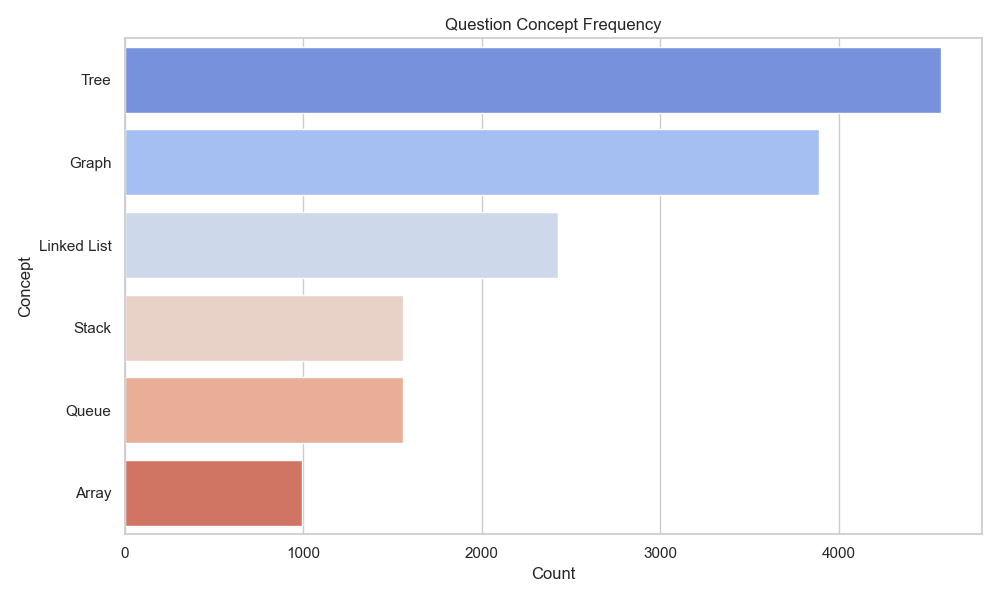 Question Concept Frequency
Tree
Graph
Linked List
Stack
Queue
Array
Concept
0 1000 2000 3000 4000
Count